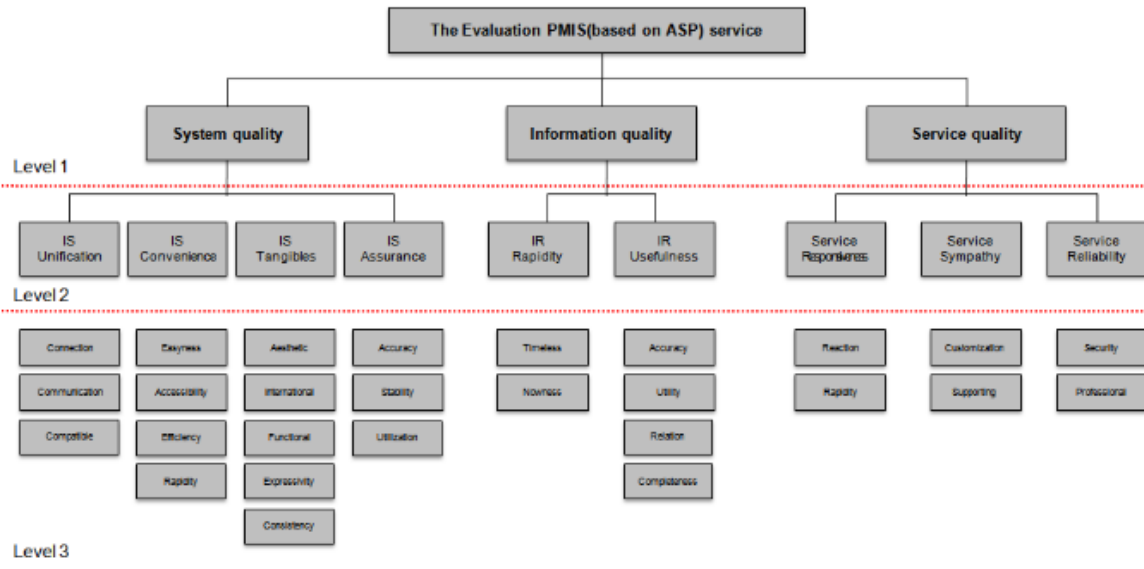 The Evaluation PMIS(based on ASP) service
System quality
Information quality
Service quality
Level 1
IS
Unification
IS
Convenience
IS
Tangibles
IS
Assurance
IR
Rapidity
IR
Usefulness
Service
Responsiveness
Service
Sympathy
Service
Reliability
Level 2
Connection
Easyness
Aesthetic
Accuracy
Timeless
Accuracy
Reaction
Customization
Security
Communication
Accessibility
International
Stability
Nowness
Utility
Rapidity
Supporting
Professional
Compatible
Efficiency
Functional
Utilization
Relation
Rapidity
Expressivity
Completeness
Consistency
Level 3